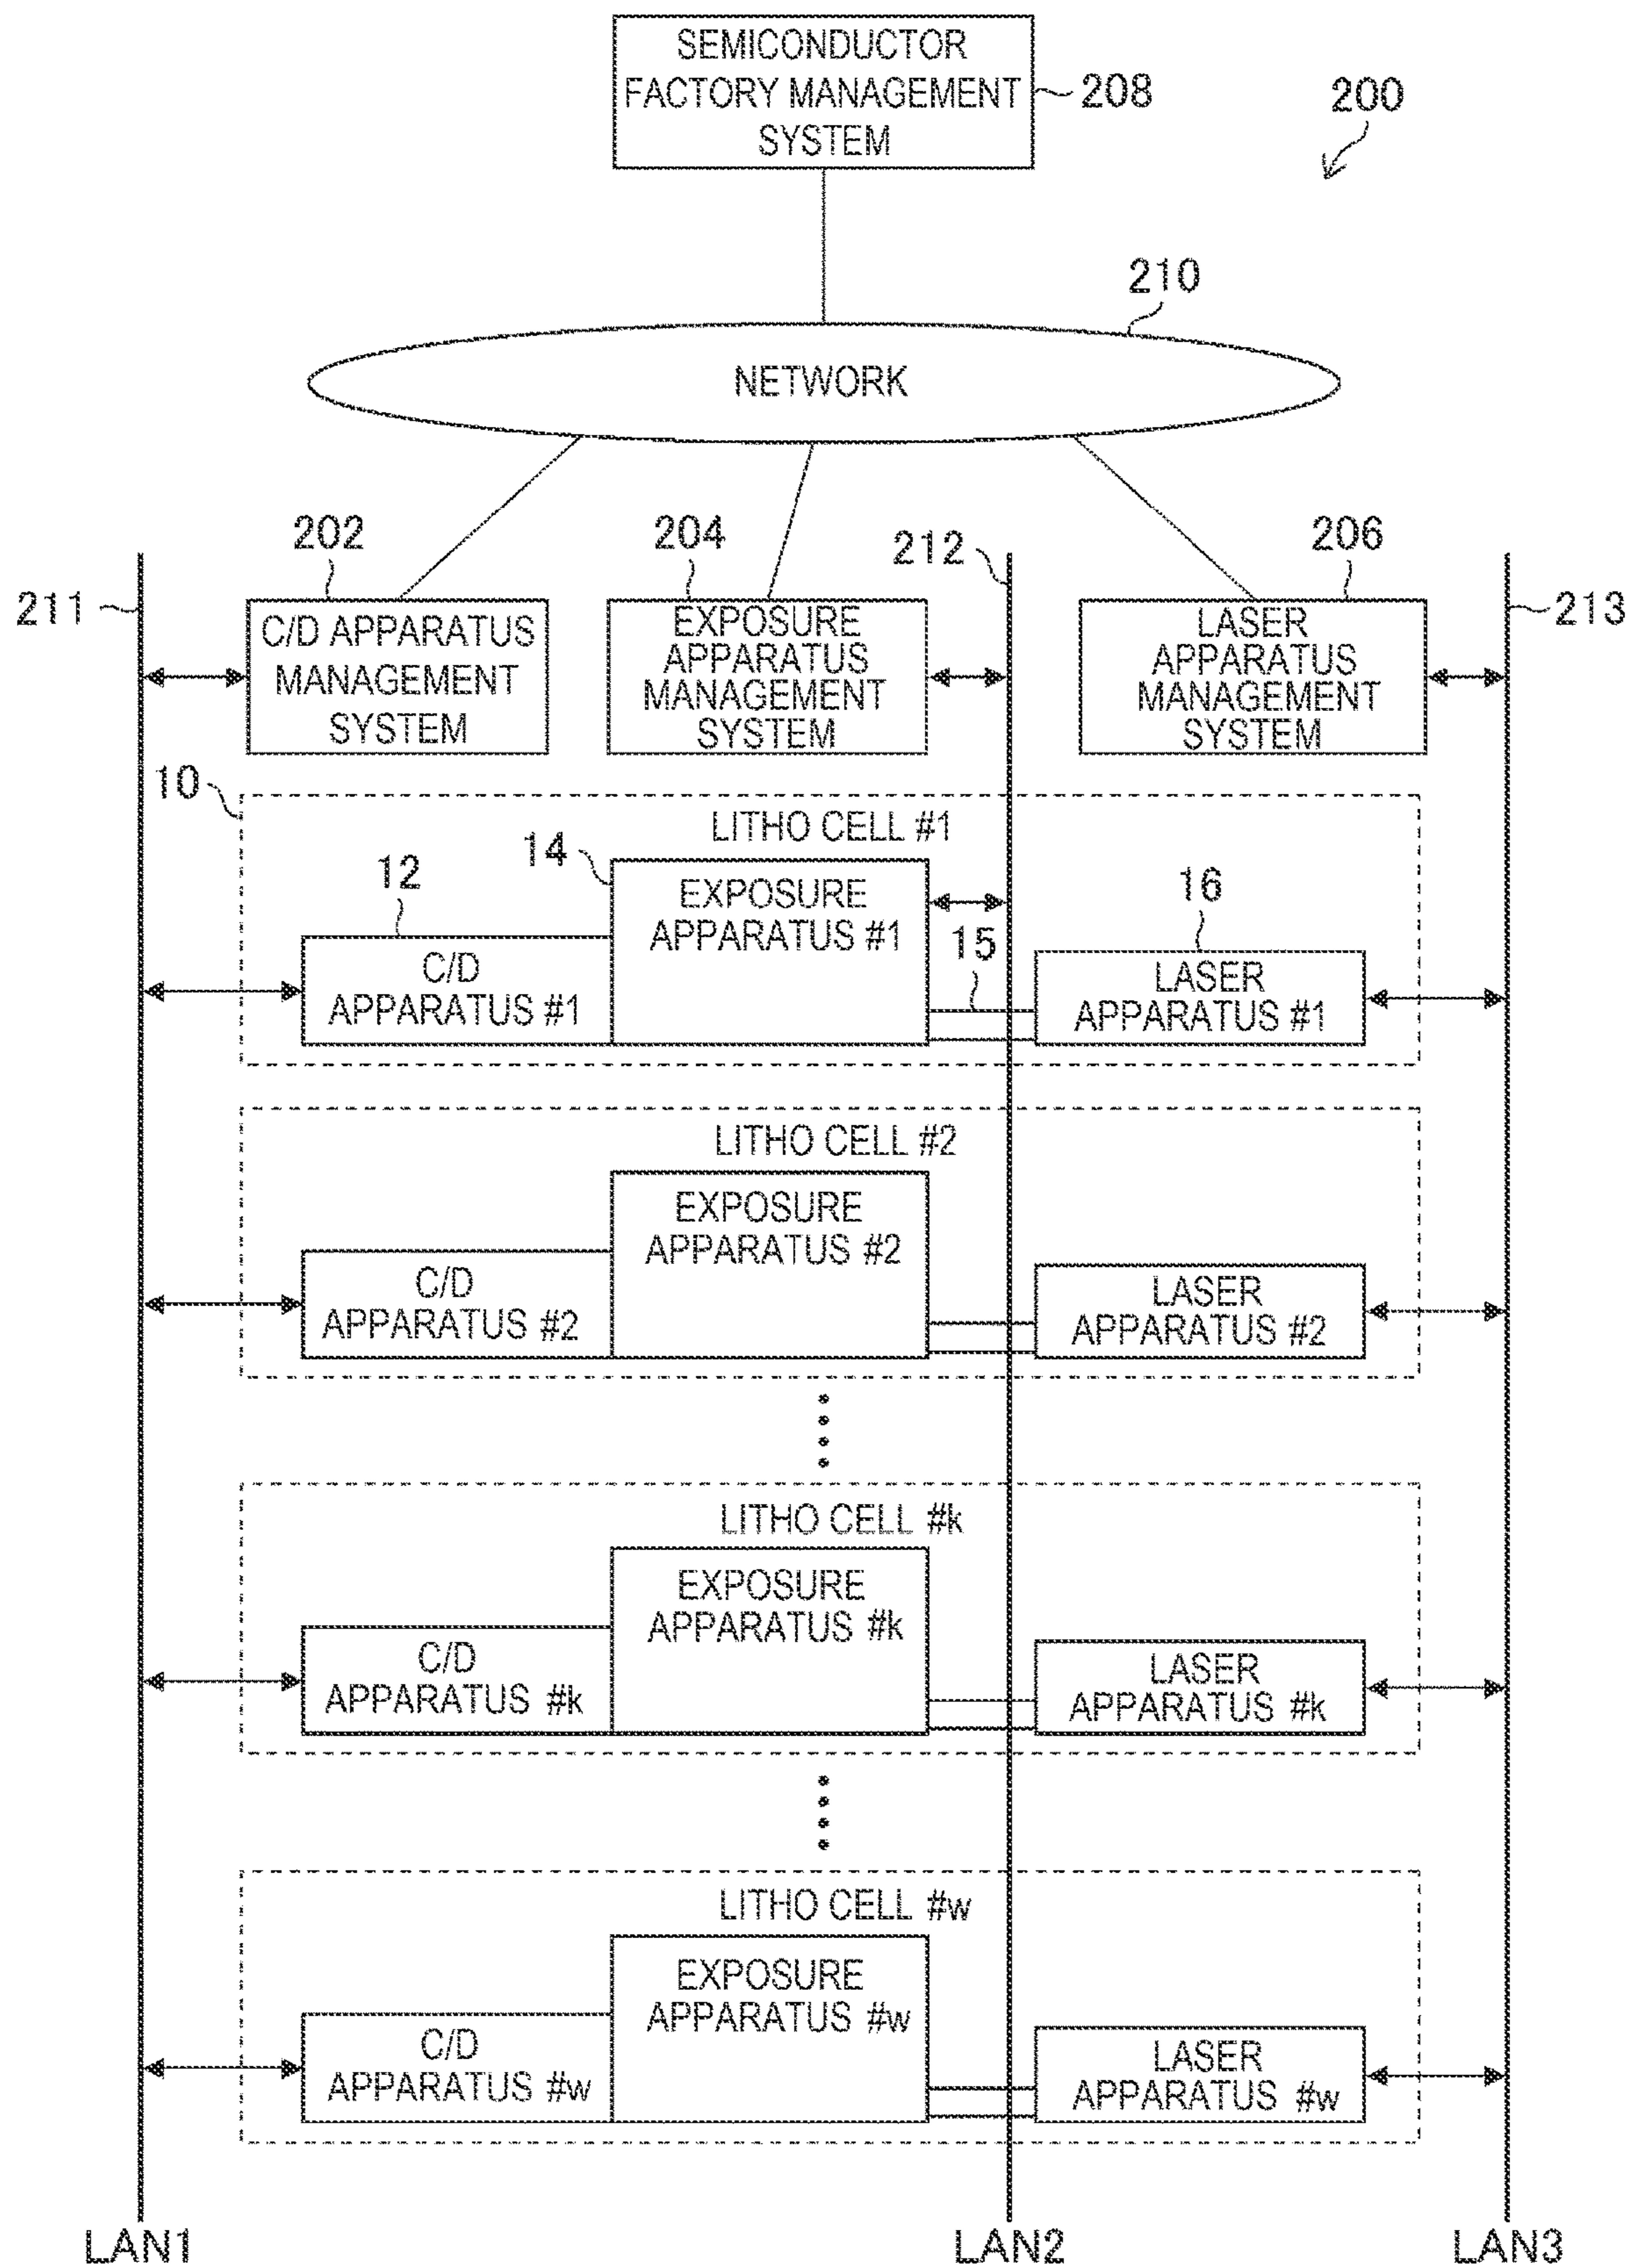 SEMICONDUCTOR
FACTORY MANAGEMENT
SYSTEM
208
200
210
NETWORK
202
204
212
206
211
213
C/D APPARATUS
MANAGEMENT
SYSTEM
EXPOSURE
APPARATUS
MANAGEMENT
SYSTEM
LASER
APPARATUS
MANAGEMENT
SYSTEM
10
LITHO CELL #1
12
14
EXPOSURE
APPARATUS #1
15
16
C/D
APPARATUS #1
LASER
APPARATUS #1
LITHO CELL #2
EXPOSURE
APPARATUS #2
C/D
APPARATUS #2
LASER
APPARATUS #2
LITHO CELL #k
EXPOSURE
APPARATUS #k
C/D
APPARATUS #k
LASER
APPARATUS #k
LITHO CELL #w
EXPOSURE
APPARATUS #w
C/D
APPARATUS #w
LASER
APPARATUS #w
LAN1
LAN2
LAN3